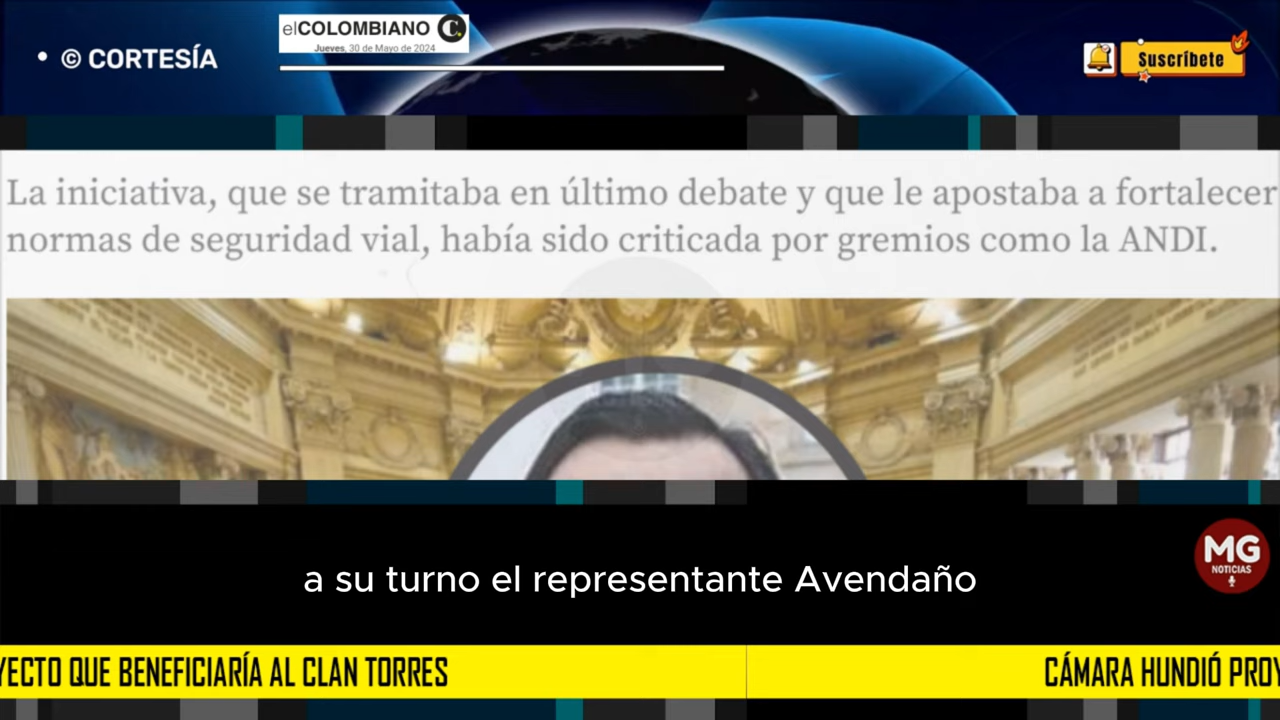 elCOLOMBIANO
Jueves, 30 de Mayo de 2024
• © CORTESÍA
Suscríbete
La iniciativa, que se tramitaba en último debate y que le apostaba a fortalecer
normas de seguridad vial, había sido criticada por gremios como la ANDI.
MG
NOTICIAS
a su turno el representante Avendaño
YECTO QUE BENEFICIARÍA AL CLAN TORRES
CÁMARA HUNDIÓ PROY